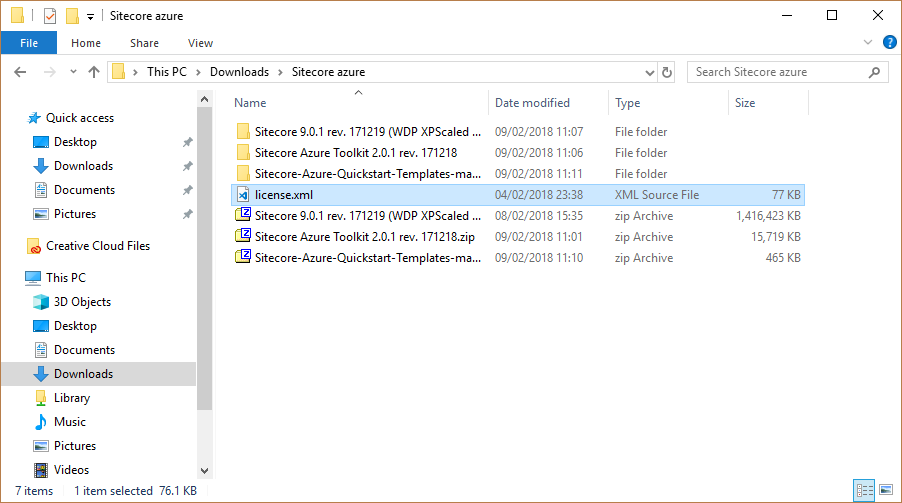 Sitecore azure
File Home Share View
?
This PC Downloads Sitecore azure
Search Sitecore azure
Name Date modified Type Size
Sitecore 9.0.1 rev. 171219 (WDP XPScaled ... 09/02/2018 11:07 File folder
Sitecore Azure Toolkit 2.0.1 rev. 171218 09/02/2018 11:06 File folder
Sitecore-Azure-Quickstart-Templates-ma... 09/02/2018 11:11 File folder
license.xml 04/02/2018 23:38 XML Source File 77 KB
Sitecore 9.0.1 rev. 171219 (WDP XPScaled ... 08/02/2018 15:35 zip Archive 1,416,423 KB
Sitecore Azure Toolkit 2.0.1 rev. 171218.zip 09/02/2018 11:01 zip Archive 15,719 KB
Sitecore-Azure-Quickstart-Templates-ma... 09/02/2018 11:10 zip Archive 465 KB
Quick access
Desktop
Downloads
Documents
Pictures
Creative Cloud Files
This PC
3D Objects
Desktop
Documents
Downloads
Library
Music
Pictures
Videos
7 items 1 item selected 76.1 KB